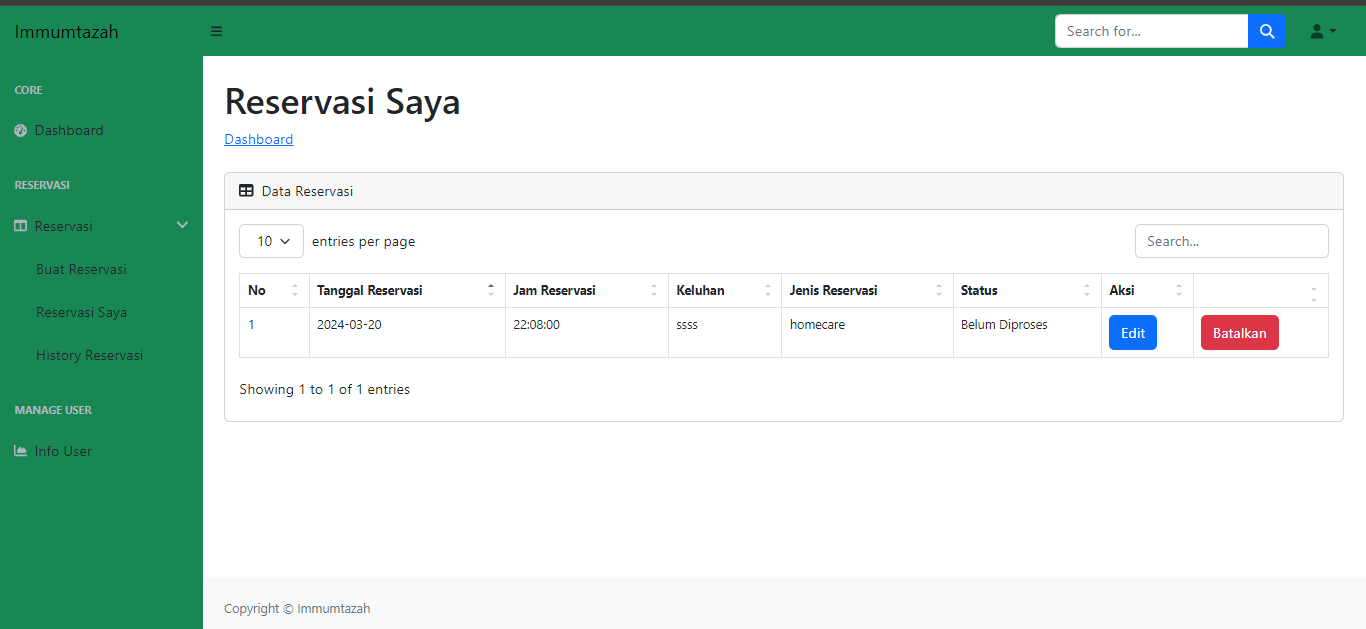 Immumtazah
Search for...
CORE
Dashboard
RESERVASI
Reservasi
Buat Reservasi
Reservasi Saya
History Reservasi
MANAGE USER
Info User
Reservasi Saya
Dashboard
Data Reservasi
10 entries per page
Search...
No Tanggal Reservasi Jam Reservasi Keluhan Jenis Reservasi Status Aksi
1 2024-03-20 22:08:00 ssss homecare Belum Diproses Edit Batalkan
Showing 1 to 1 of 1 entries
Copyright © Immumtazah